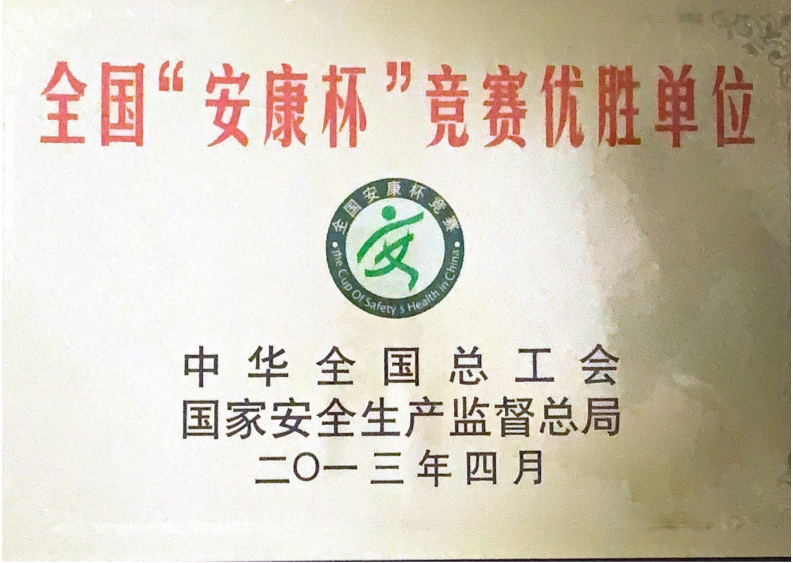 全国“安康杯”竞赛优胜单位
全国安康杯竞赛
The Cup Of Safety s Health in China
中华全国总工会
国家安全生产监督总局
二〇一三年四月